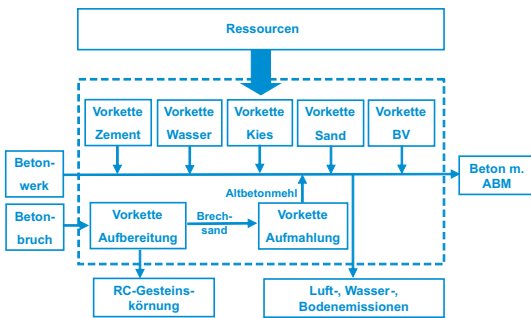 Ressourcen
Vorkette
Zement
Vorkette
Wasser
Vorkette
Kies
Vorkette
Sand
Vorkette
BV
Beton-
werk
Beton m.
ABM
Altbetonmehl
Beton-
bruch
Vorkette
Aufbereitung
Brech-
sand
Vorkette
Aufmahlung
RC-Gesteins-
körnung
Luft-, Wasser-,
Bodenemissionen